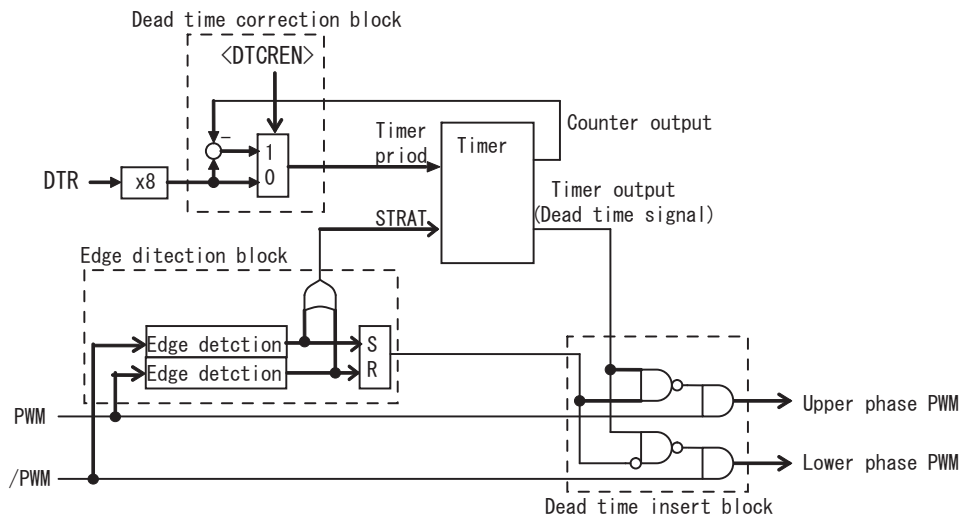 Dead time correction block
<DTCREN>
Counter output
−
1
0
Timer
priod
Timer
DTR
x8
Timer output
(Dead time signal)
STRAT
Edge ditection block
Edge detction
Edge detction
S
R
PWM
Upper phase PWM
/PWM
Lower phase PWM
Dead time insert block